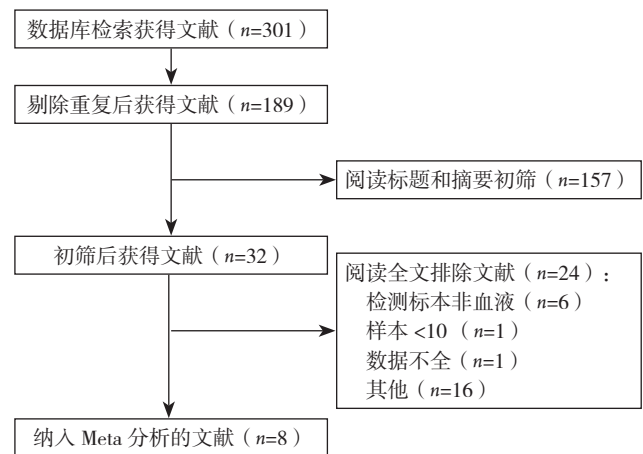 数据库检索获得文献（n=301）
剔除重复后获得文献（n=189）
阅读标题和摘要初筛（n=157）
初筛后获得文献（n=32）
阅读全文排除文献（n=24）：
检测标本非血液（n=6）
样本 <10（n=1）
数据不全（n=1）
其他（n=16）
纳入 Meta 分析的文献（n=8）